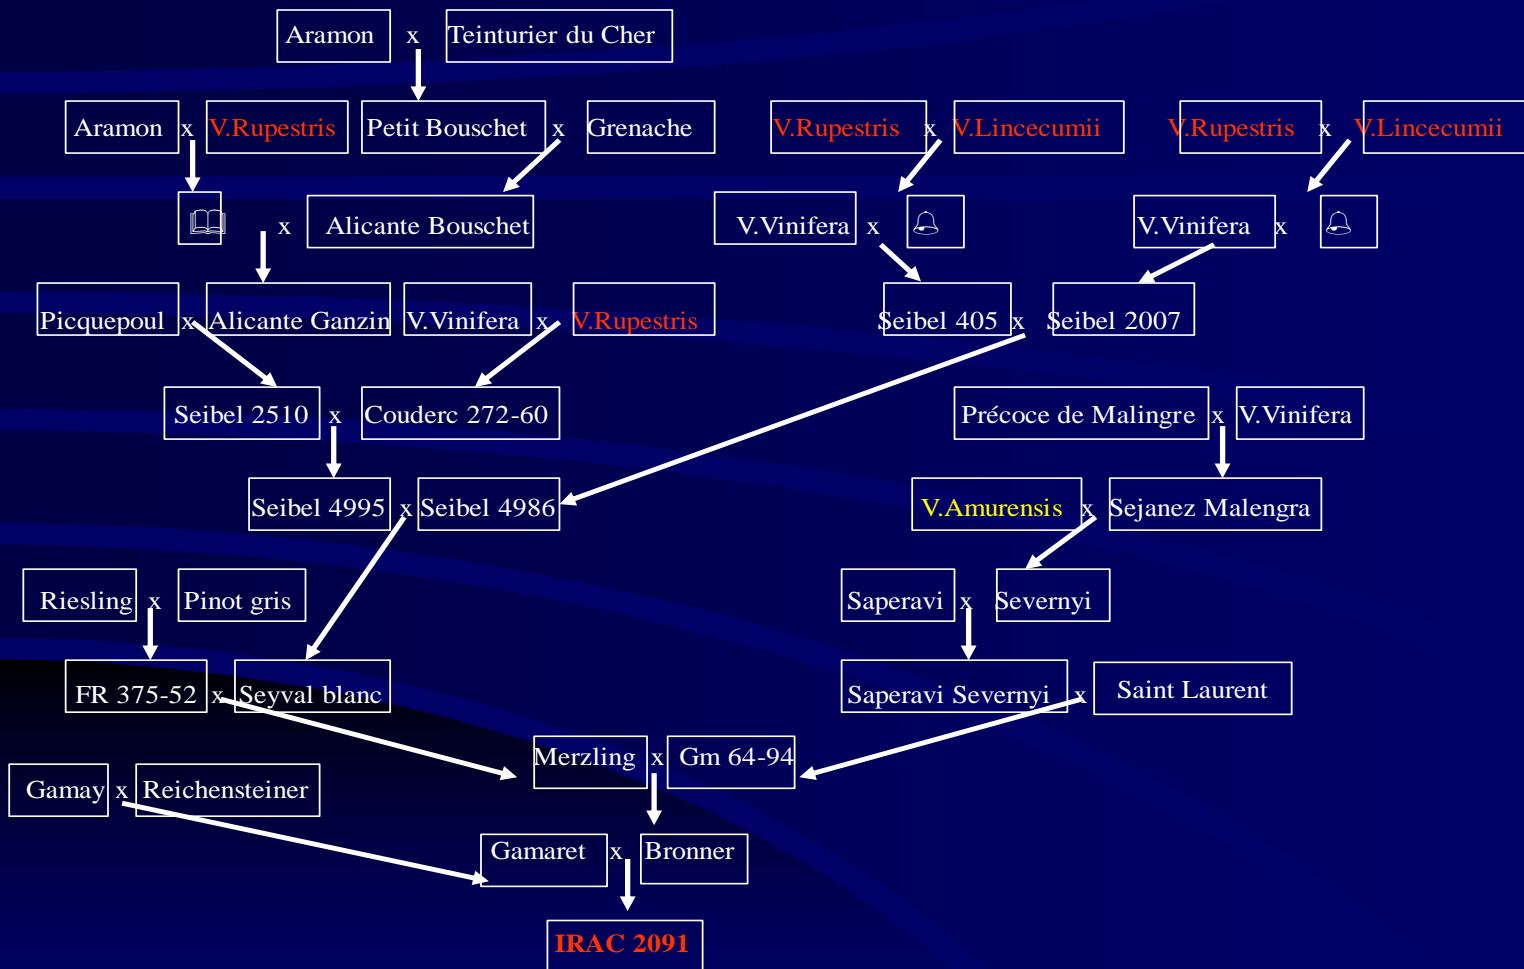 Aramon x Teinturier du Cher
Aramon x V.Rupestris Petit Bouschet x Grenache V.Rupestris x V.Lincecumii V.Rupestris x V.Lincecumii
x Alicante Bouschet V.Vinifera x V.Vinifera x
Picquepoul x Alicante Ganzin V.Vinifera x V.Rupestris Seibel 405 x Seibel 2007
Seibel 2510 x Couderc 272-60 Précoce de Malingre x V.Vinifera
Seibel 4995 x Seibel 4986 V.Amurensis x Sejanez Malengra
Riesling x Pinot gris Saperavi x Severnyi
FR 375-52 x Seyval blanc Saperavi Severnyi x Saint Laurent
Merzling x Gm 64-94
Gamay x Reichensteiner
Gamaret x Bronner
IRAC 2091